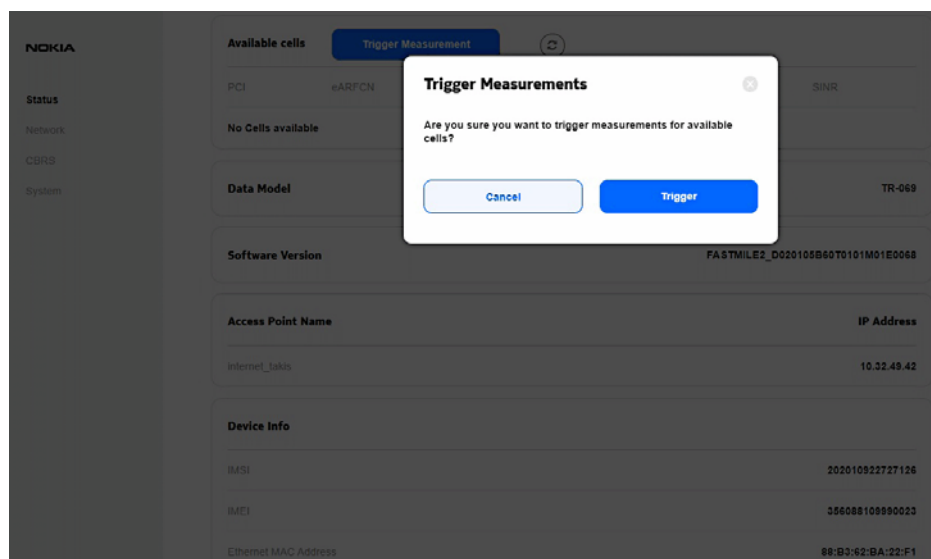 NOKIA
Status
Network
CBRS
System
Available cells
Trigger Measurement
PCI eARFCN SINR
No Cells available
Trigger Measurements
Are you sure you want to trigger measurements for available
cells?
Cancel Trigger
Data Model TR-069
Software Version FASTMILE2_D020105B60T0101M01E0068
Access Point Name IP Address
internet_takis 10.32.49.42
Device Info
IMSI 202010922727126
IMEI 356088109990023
Ethernet MAC Address 88:B3:62:BA:22:F1